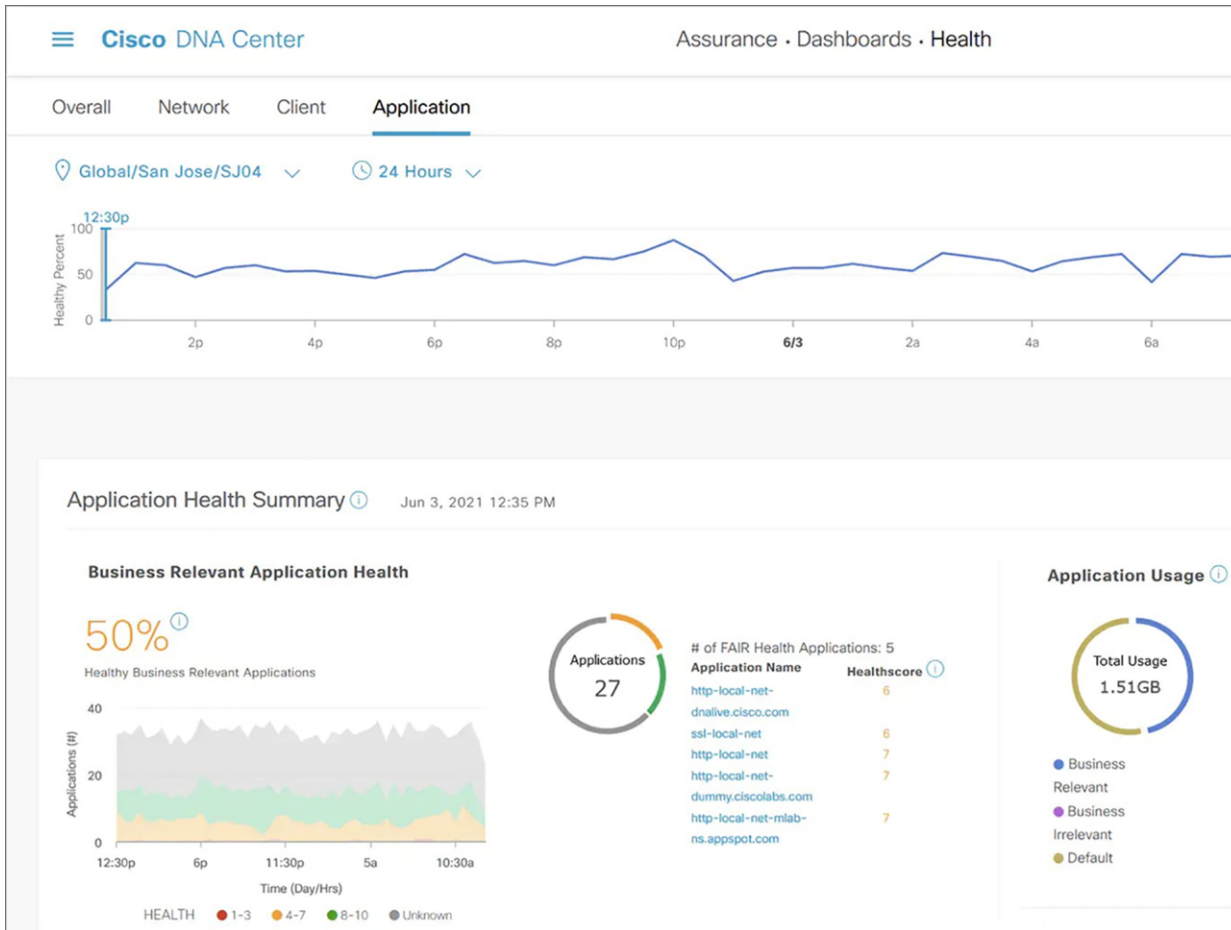 Cisco DNA Center
Assurance · Dashboards · Health
Overall Network Client Application
Global/San Jose/SJ04 24 Hours
12:30p
100
50
0
Healthy Percent
2p 4p 6p 8p 10p 6/3 2a 4a 6a
Application Health Summary Jun 3, 2021 12:35 PM
Business Relevant Application Health
50%
Healthy Business Relevant Applications
40
20
0
Applications (#)
12:30p 6p 11:30p 5a 10:30a
Time (Day/Hrs)
HEALTH 1-3 4-7 8-10 Unknown
Applications
27
# of FAIR Health Applications: 5
Application Name Healthscore
http-local-net- 6
dnalive.cisco.com
ssl-local-net 6
http-local-net 7
http-local-net- 7
dummy.ciscolabs.com
http-local-net-mlab- 7
ns.appspot.com
Application Usage
Total Usage
1.51GB
Business
Relevant
Business
Irrelevant
Default